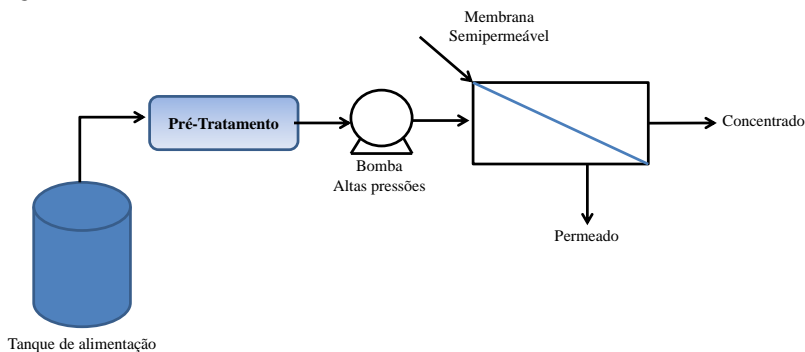 Membrana
Semipermeável
Pré-Tratamento
Concentrado
Bomba
Altas pressões
Permeado
Tanque de alimentação